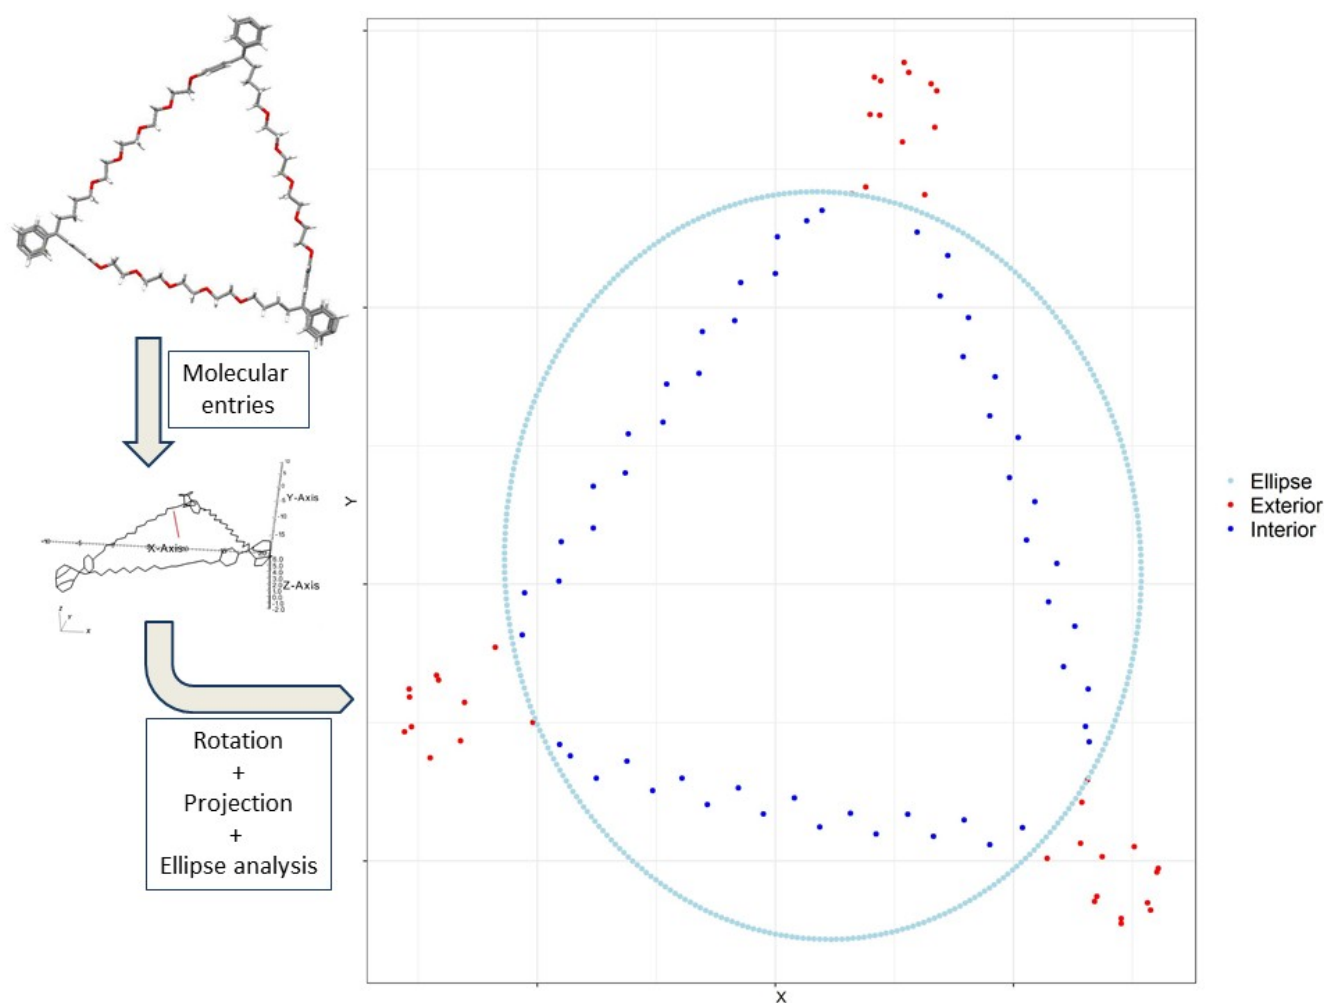 Molecular
entries
Y-Axis
X-Axis
Z-Axis
Z
Y
X
Rotation
+
Projection
+
Ellipse analysis
Y
X
Ellipse
Exterior
Interior